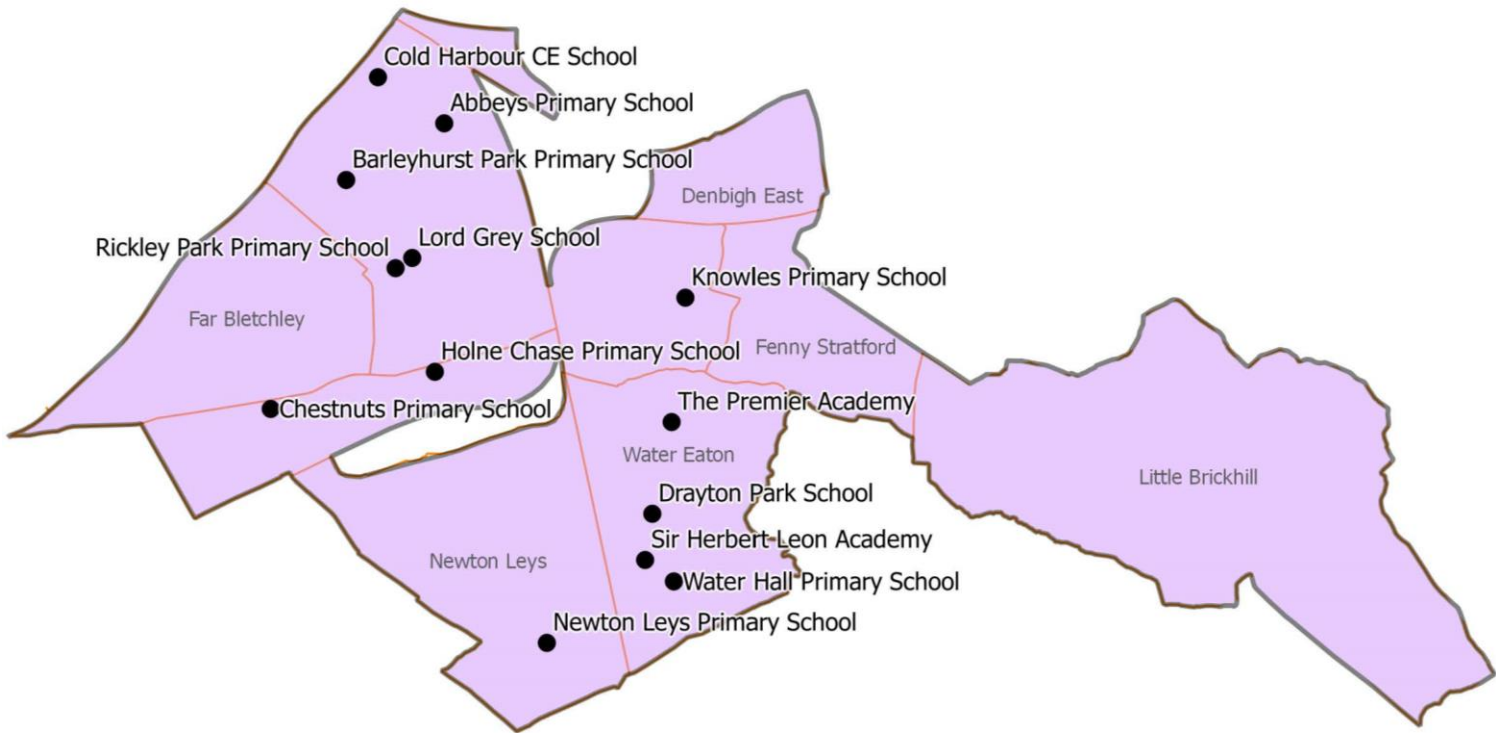 Cold Harbour CE School
Abbeys Primary School
Barleyhurst Park Primary School
Denbigh East
Rickley Park Primary School
Lord Grey School
Knowles Primary School
Far Bletchley
Fenny Stratford
Holne Chase Primary School
Chestnuts Primary School
The Premier Academy
Water Eaton
Little Brickhill
Drayton Park School
Sir Herbert Leon Academy
Newton Leys
Water Hall Primary School
Newton Leys Primary School